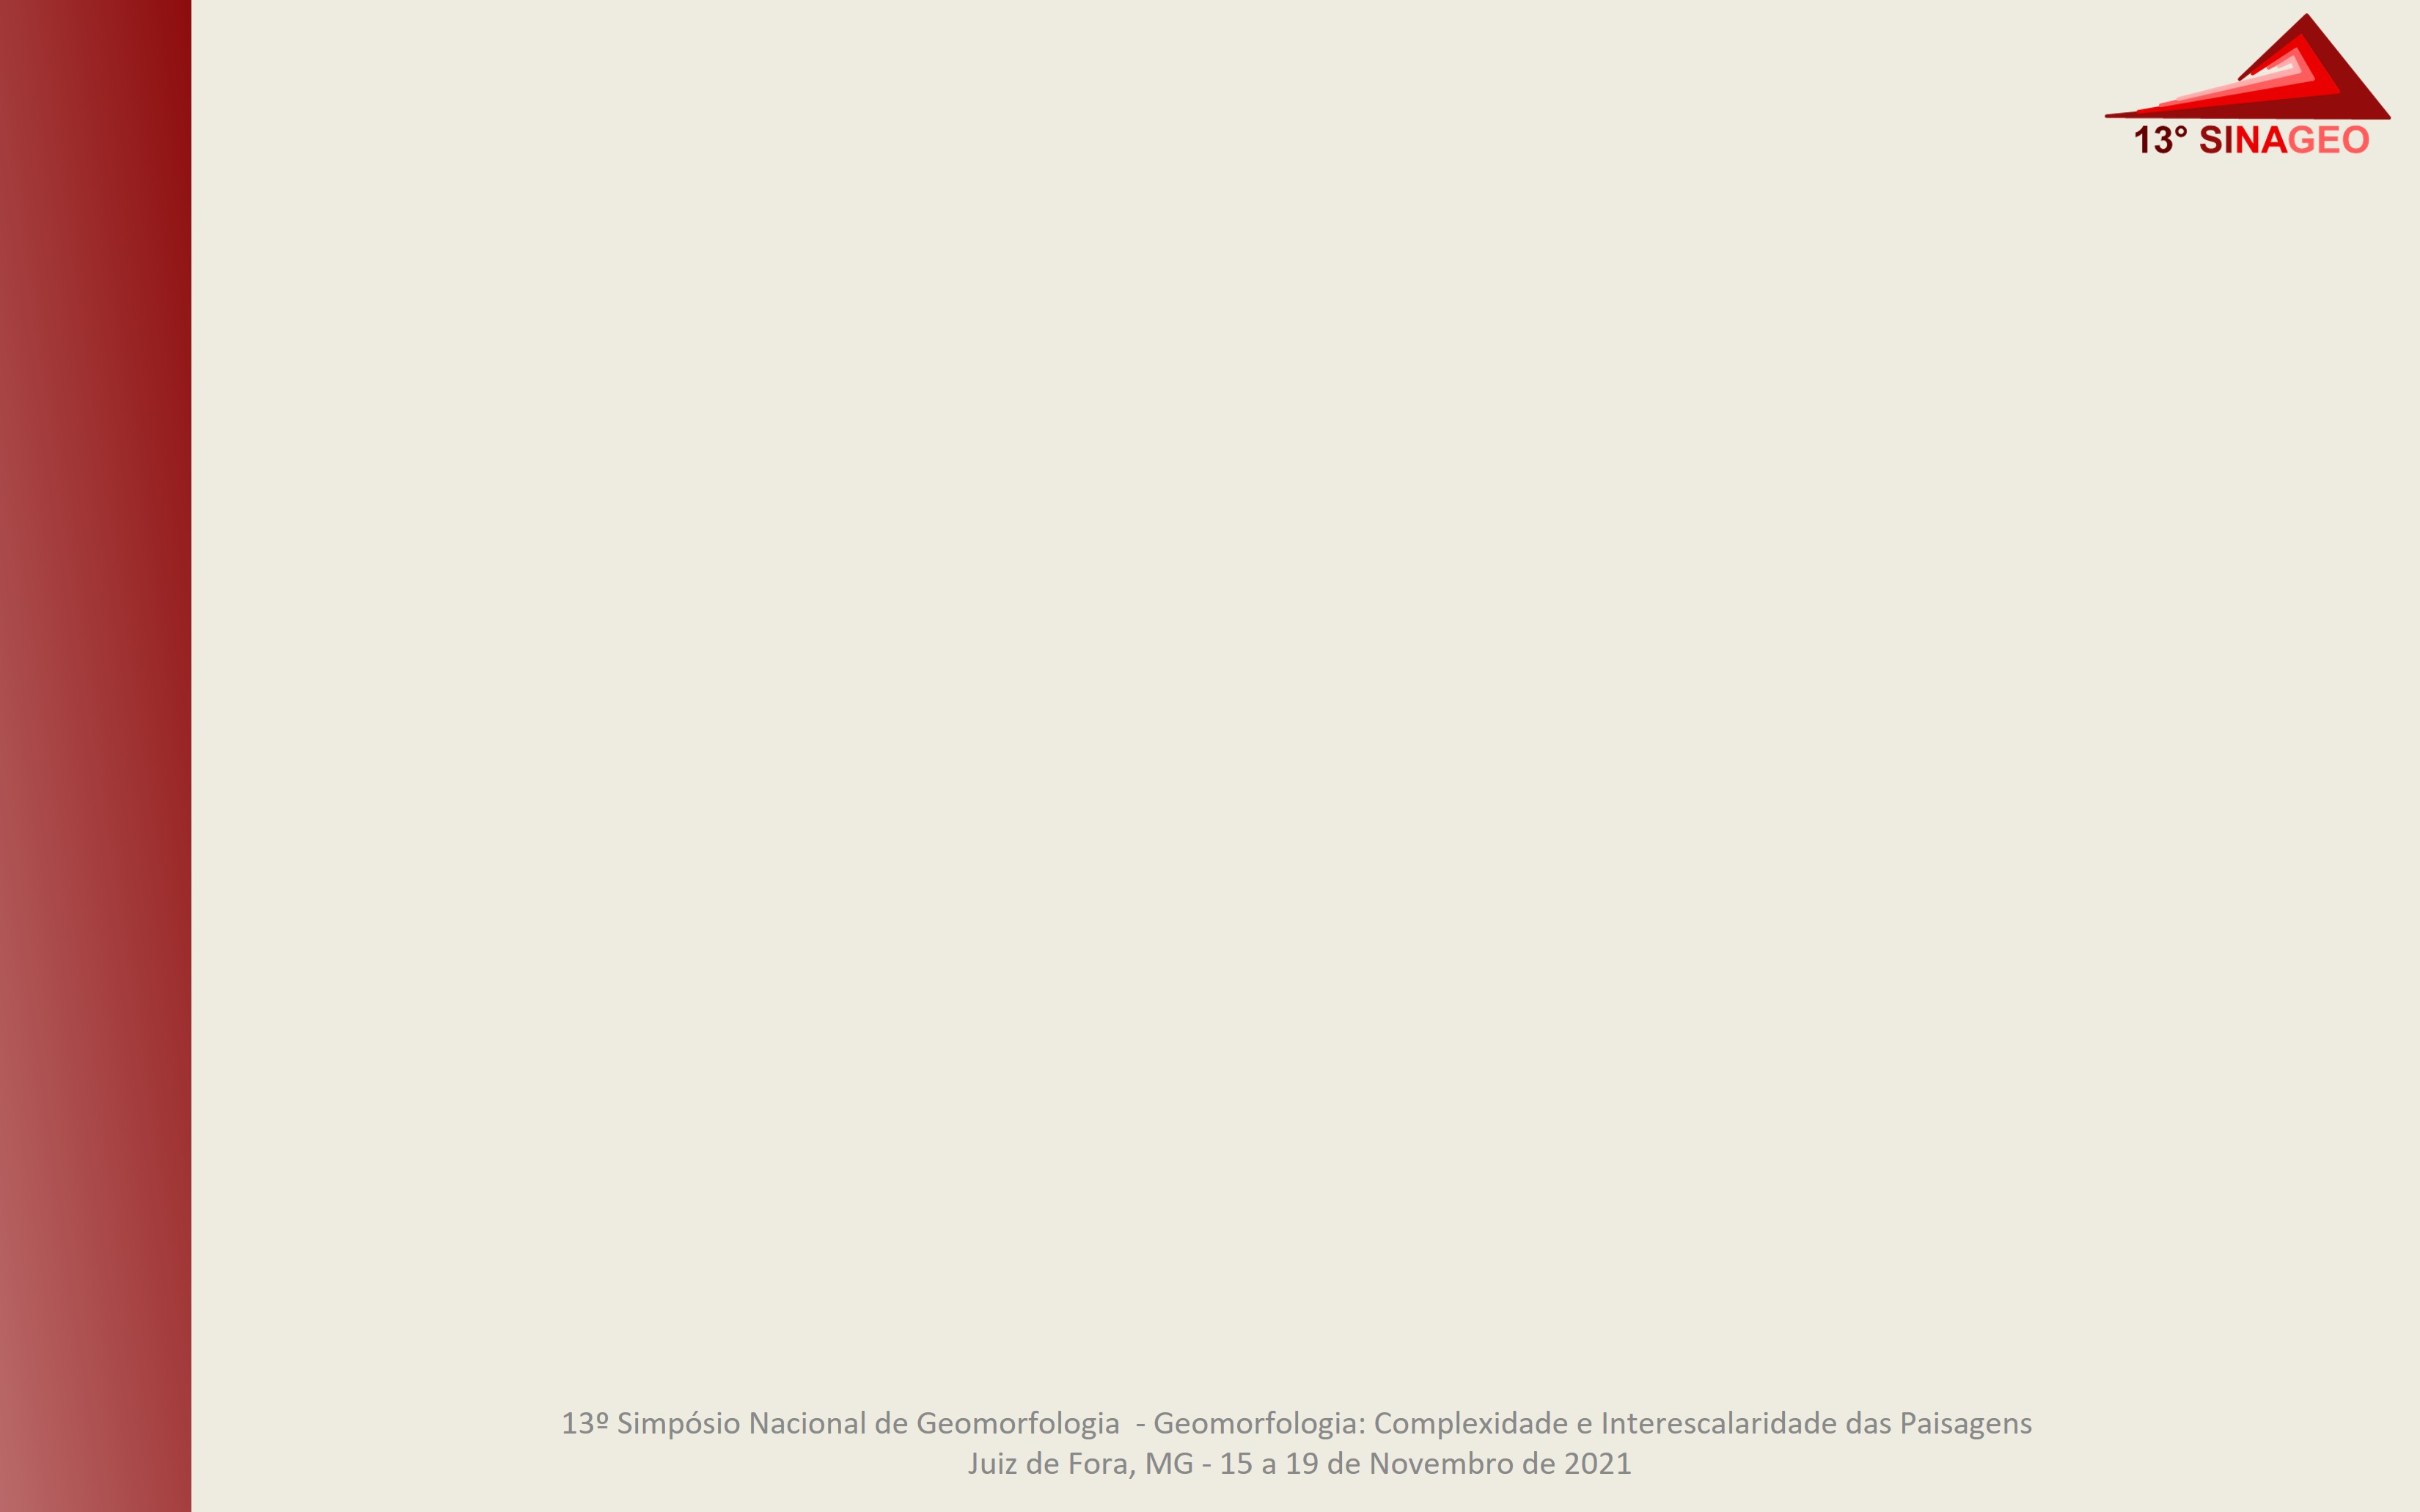 13° SINAGEO
13º Simpósio Nacional de Geomorfologia  - Geomorfologia: Complexidade e Interescalaridade das Paisagens
Juiz de Fora, MG - 15 a 19 de Novembro de 2021